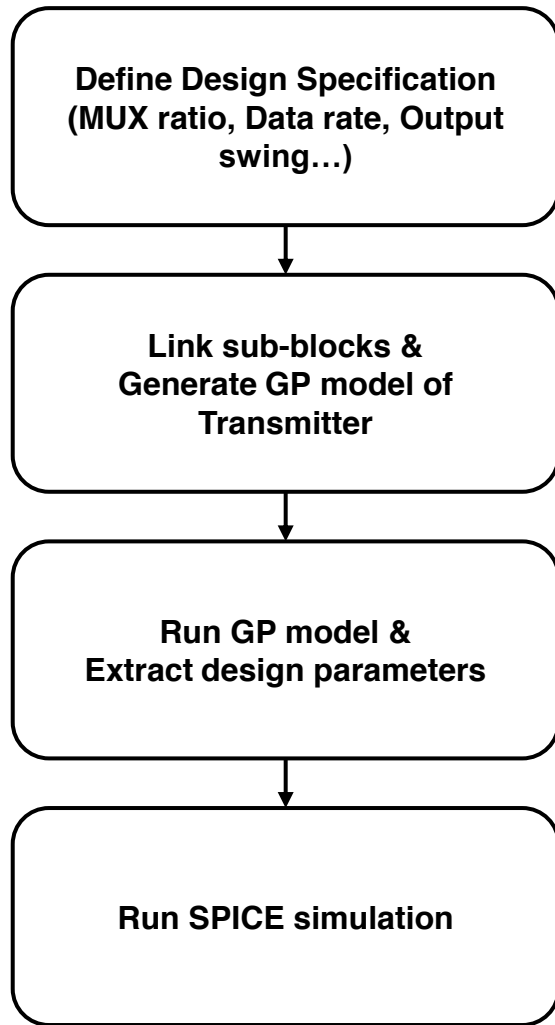 Define Design Specification
(MUX ratio, Data rate, Output
swing…)
Link sub-blocks &
Generate GP model of
Transmitter
Run GP model &
Extract design parameters
Run SPICE simulation